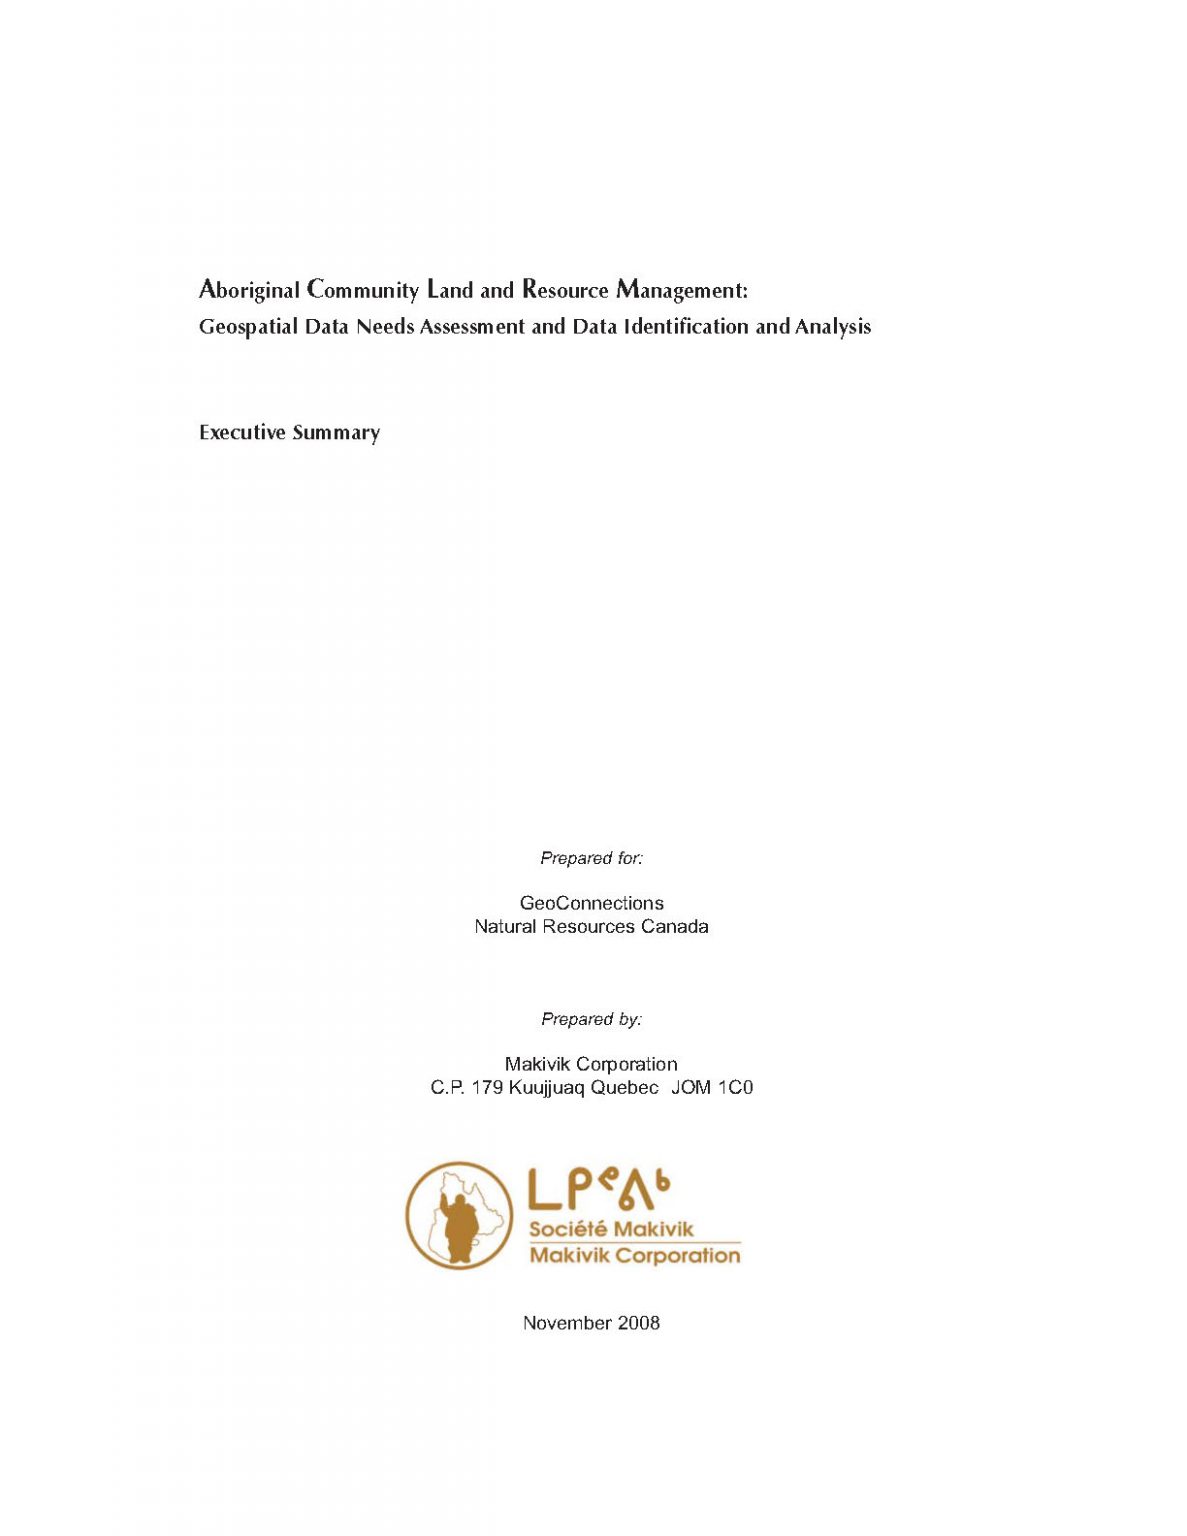 Aboriginal Community Land and Resource Management:
Geospatial Data Needs Assessment and Data Identification and Analysis
Executive Summary
Prepared for:
GeoConnections
Natural Resources Canada
Prepared by:
Makivik Corporation
C.P. 179 Kuujjuaq Quebec JOM 1C0
ᒪᑭᕝᕕᒃ
Société Makivik
Makivik Corporation
November 2008